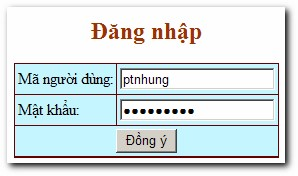 Đăng nhập
Mã người dùng: ptnhung
Mật khẩu: ●●●●●●●●●
Đồng ý